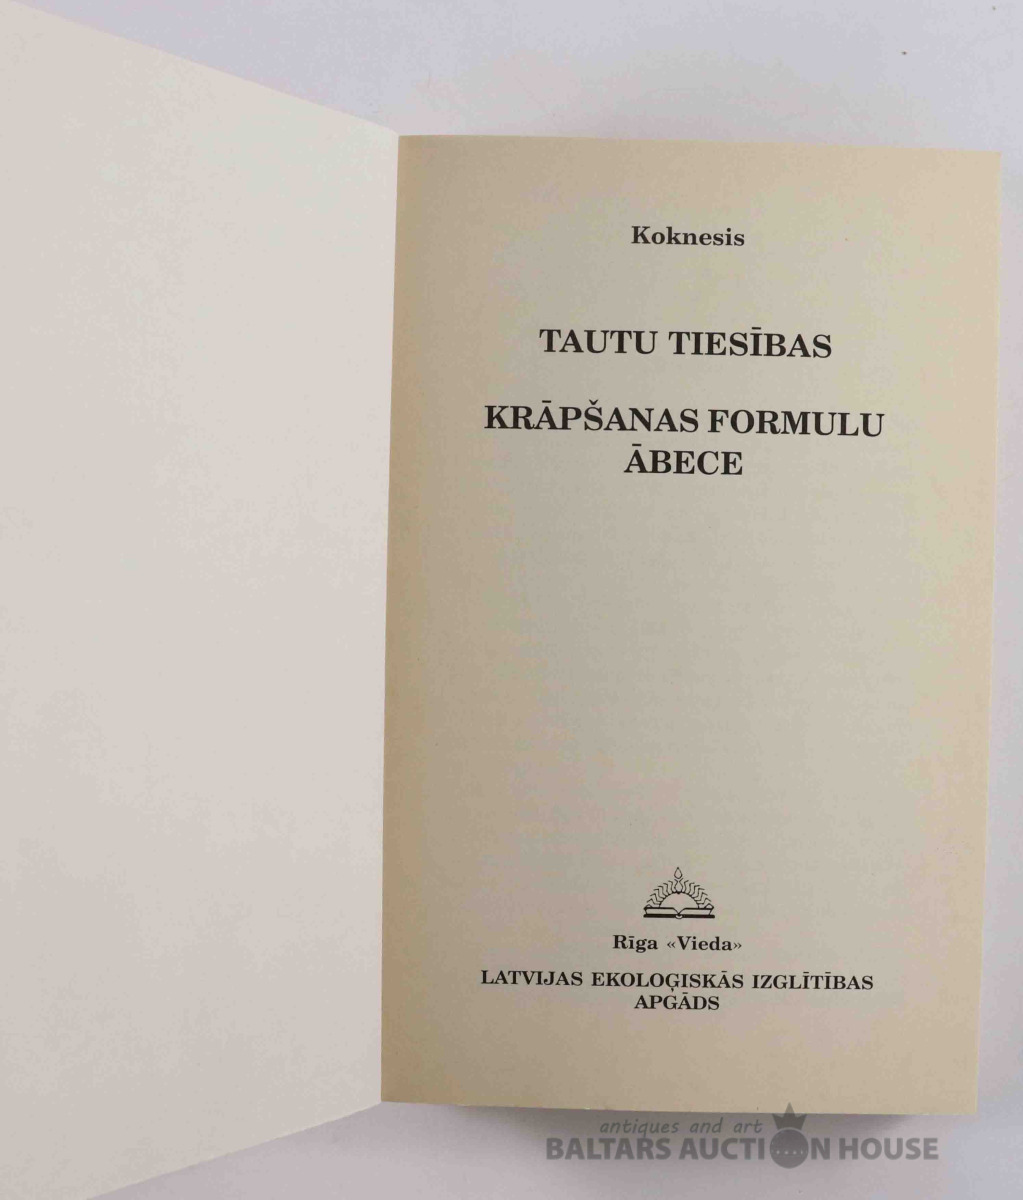 Koknesis
TAUTU TIESĪBAS
KRĀPŠANAS FORMULU
ĀBECE
Rīga «Vieda»
LATVIJAS EKOLOĢISKĀS IZGLĪTĪBAS
APGĀDS
antiques and art
BALTARS AUCTION HOUSE